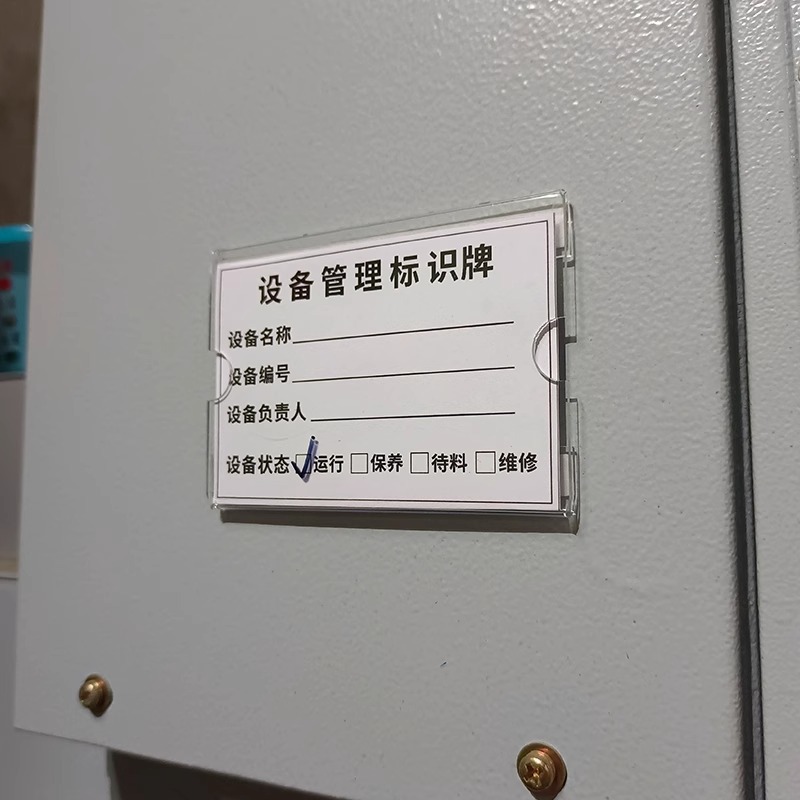 设备管理标识牌
设备名称
设备编号
设备负责人
设备状态 ☑运行 □保养 □待料 □维修